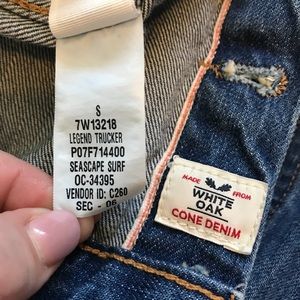 S
7W13218
LEGEND TRUCKER
P07F714400
SEASCAPE SURF
OC-34395
VENDOR ID: C260
SEC - 06
MADE FROM
WHITE
OAK
CONE DENIM